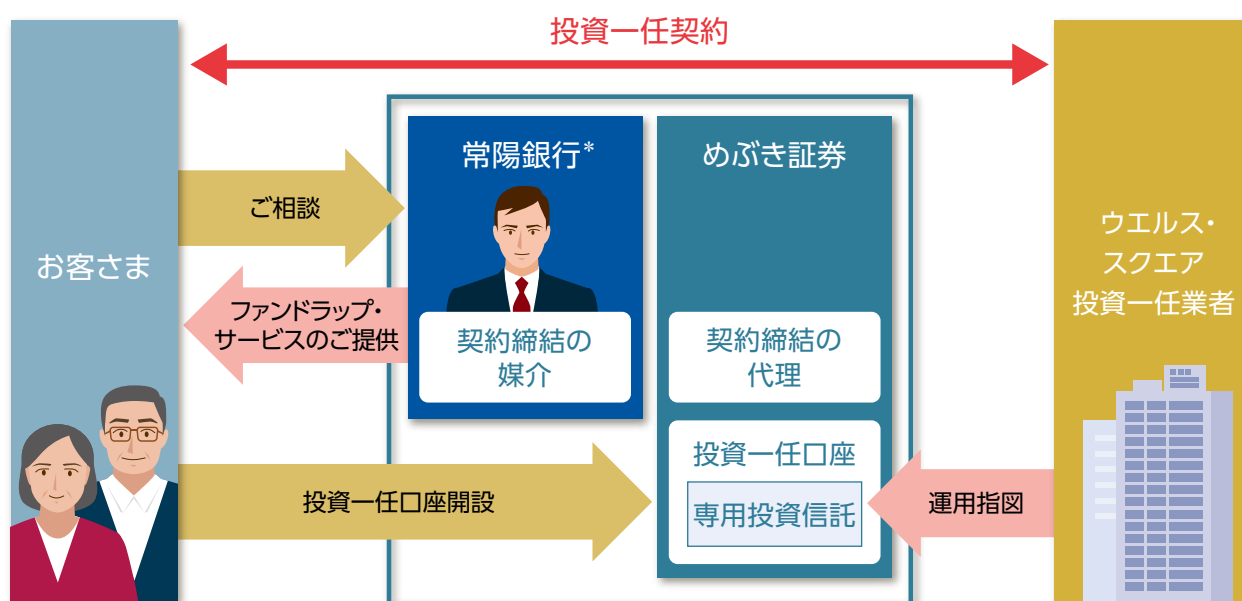 投資一任契約
お客さま
ご相談
ファンドラップ・
サービスのご提供
投資一任口座開設
常陽銀行*
契約締結の
媒介
めぶき証券
契約締結の
代理
投資一任口座
専用投資信託
運用指図
ウエルス・
スクエア
投資一任業者